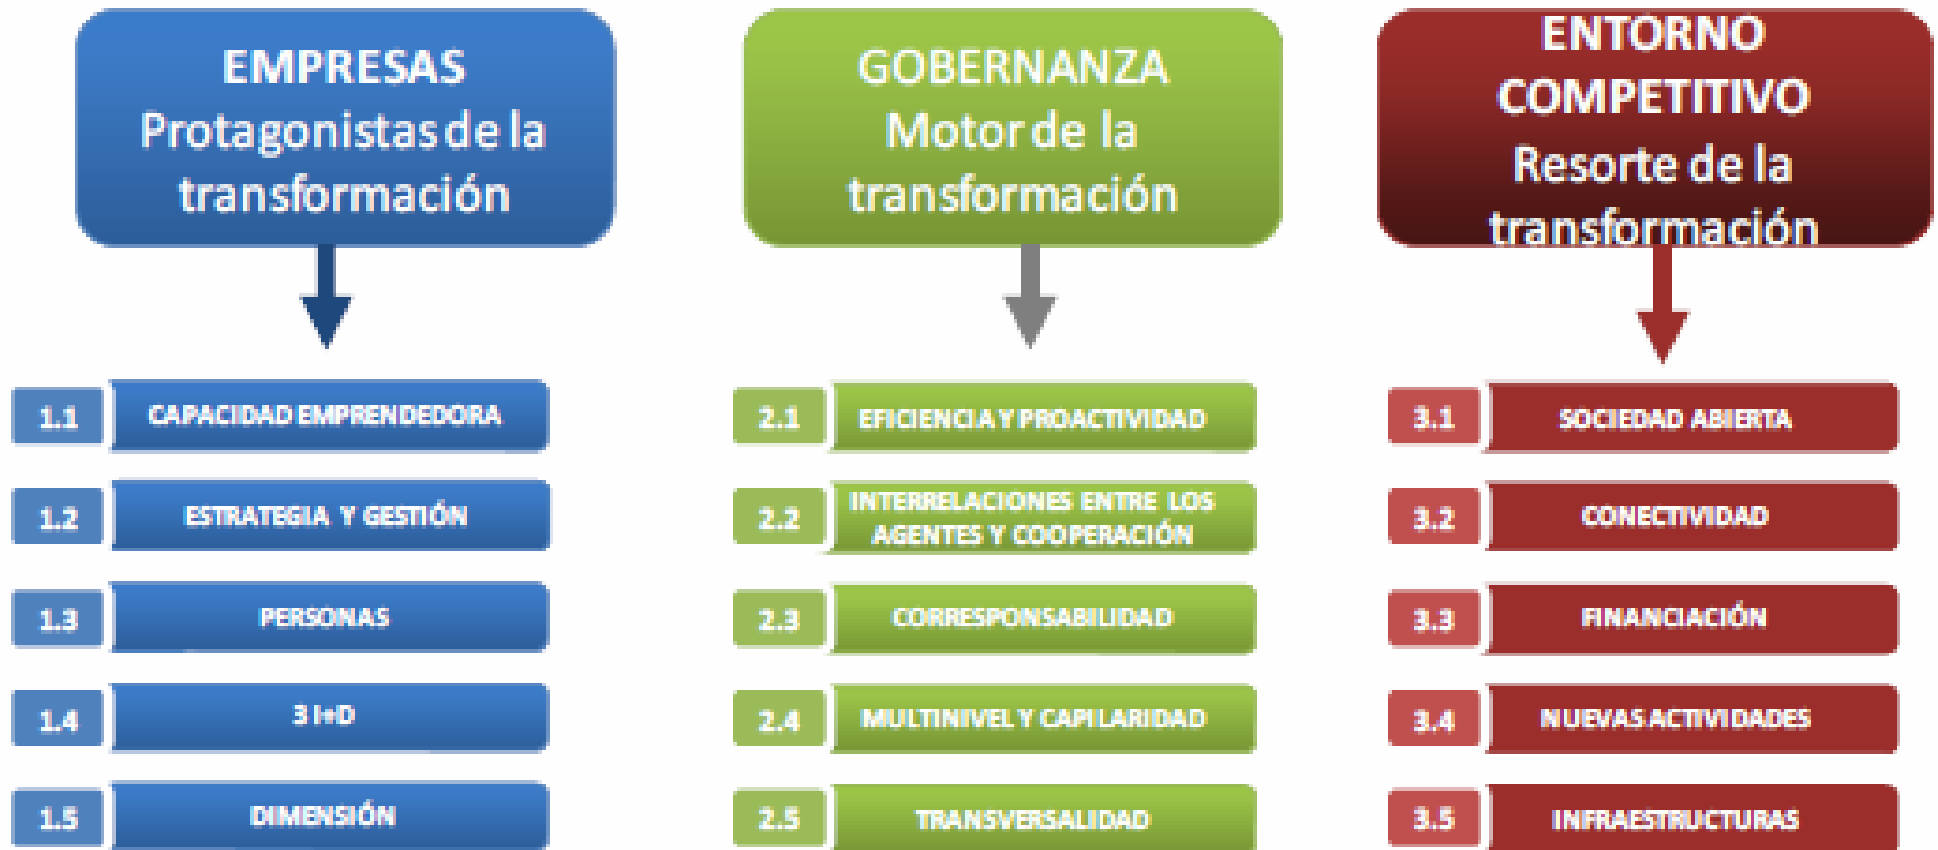 EMPRESAS
Protagonistas de la
transformación
1.1
CAPACIDAD EMPRENDEDORA
1.2
ESTRATEGIA Y GESTIÓN
1.3
PERSONAS
1.4
3 I+D
1.5
DIMENSIÓN
GOBERNANZA
Motor de la
transformación
2.1
EFICIENCIA Y PROACTIVIDAD
2.2
INTERRELACIONES ENTRE LOS
AGENTES Y COOPERACIÓN
2.3
CORRESPONSABILIDAD
2.4
MULTINIVEL Y CAPILARIDAD
2.5
TRANSVERSALIDAD
ENTORNO
COMPETITIVO
Resorte de la
transformación
3.1
SOCIEDAD ABIERTA
3.2
CONECTIVIDAD
3.3
FINANCIACIÓN
3.4
NUEVAS ACTIVIDADES
3.5
INFRAESTRUCTURAS